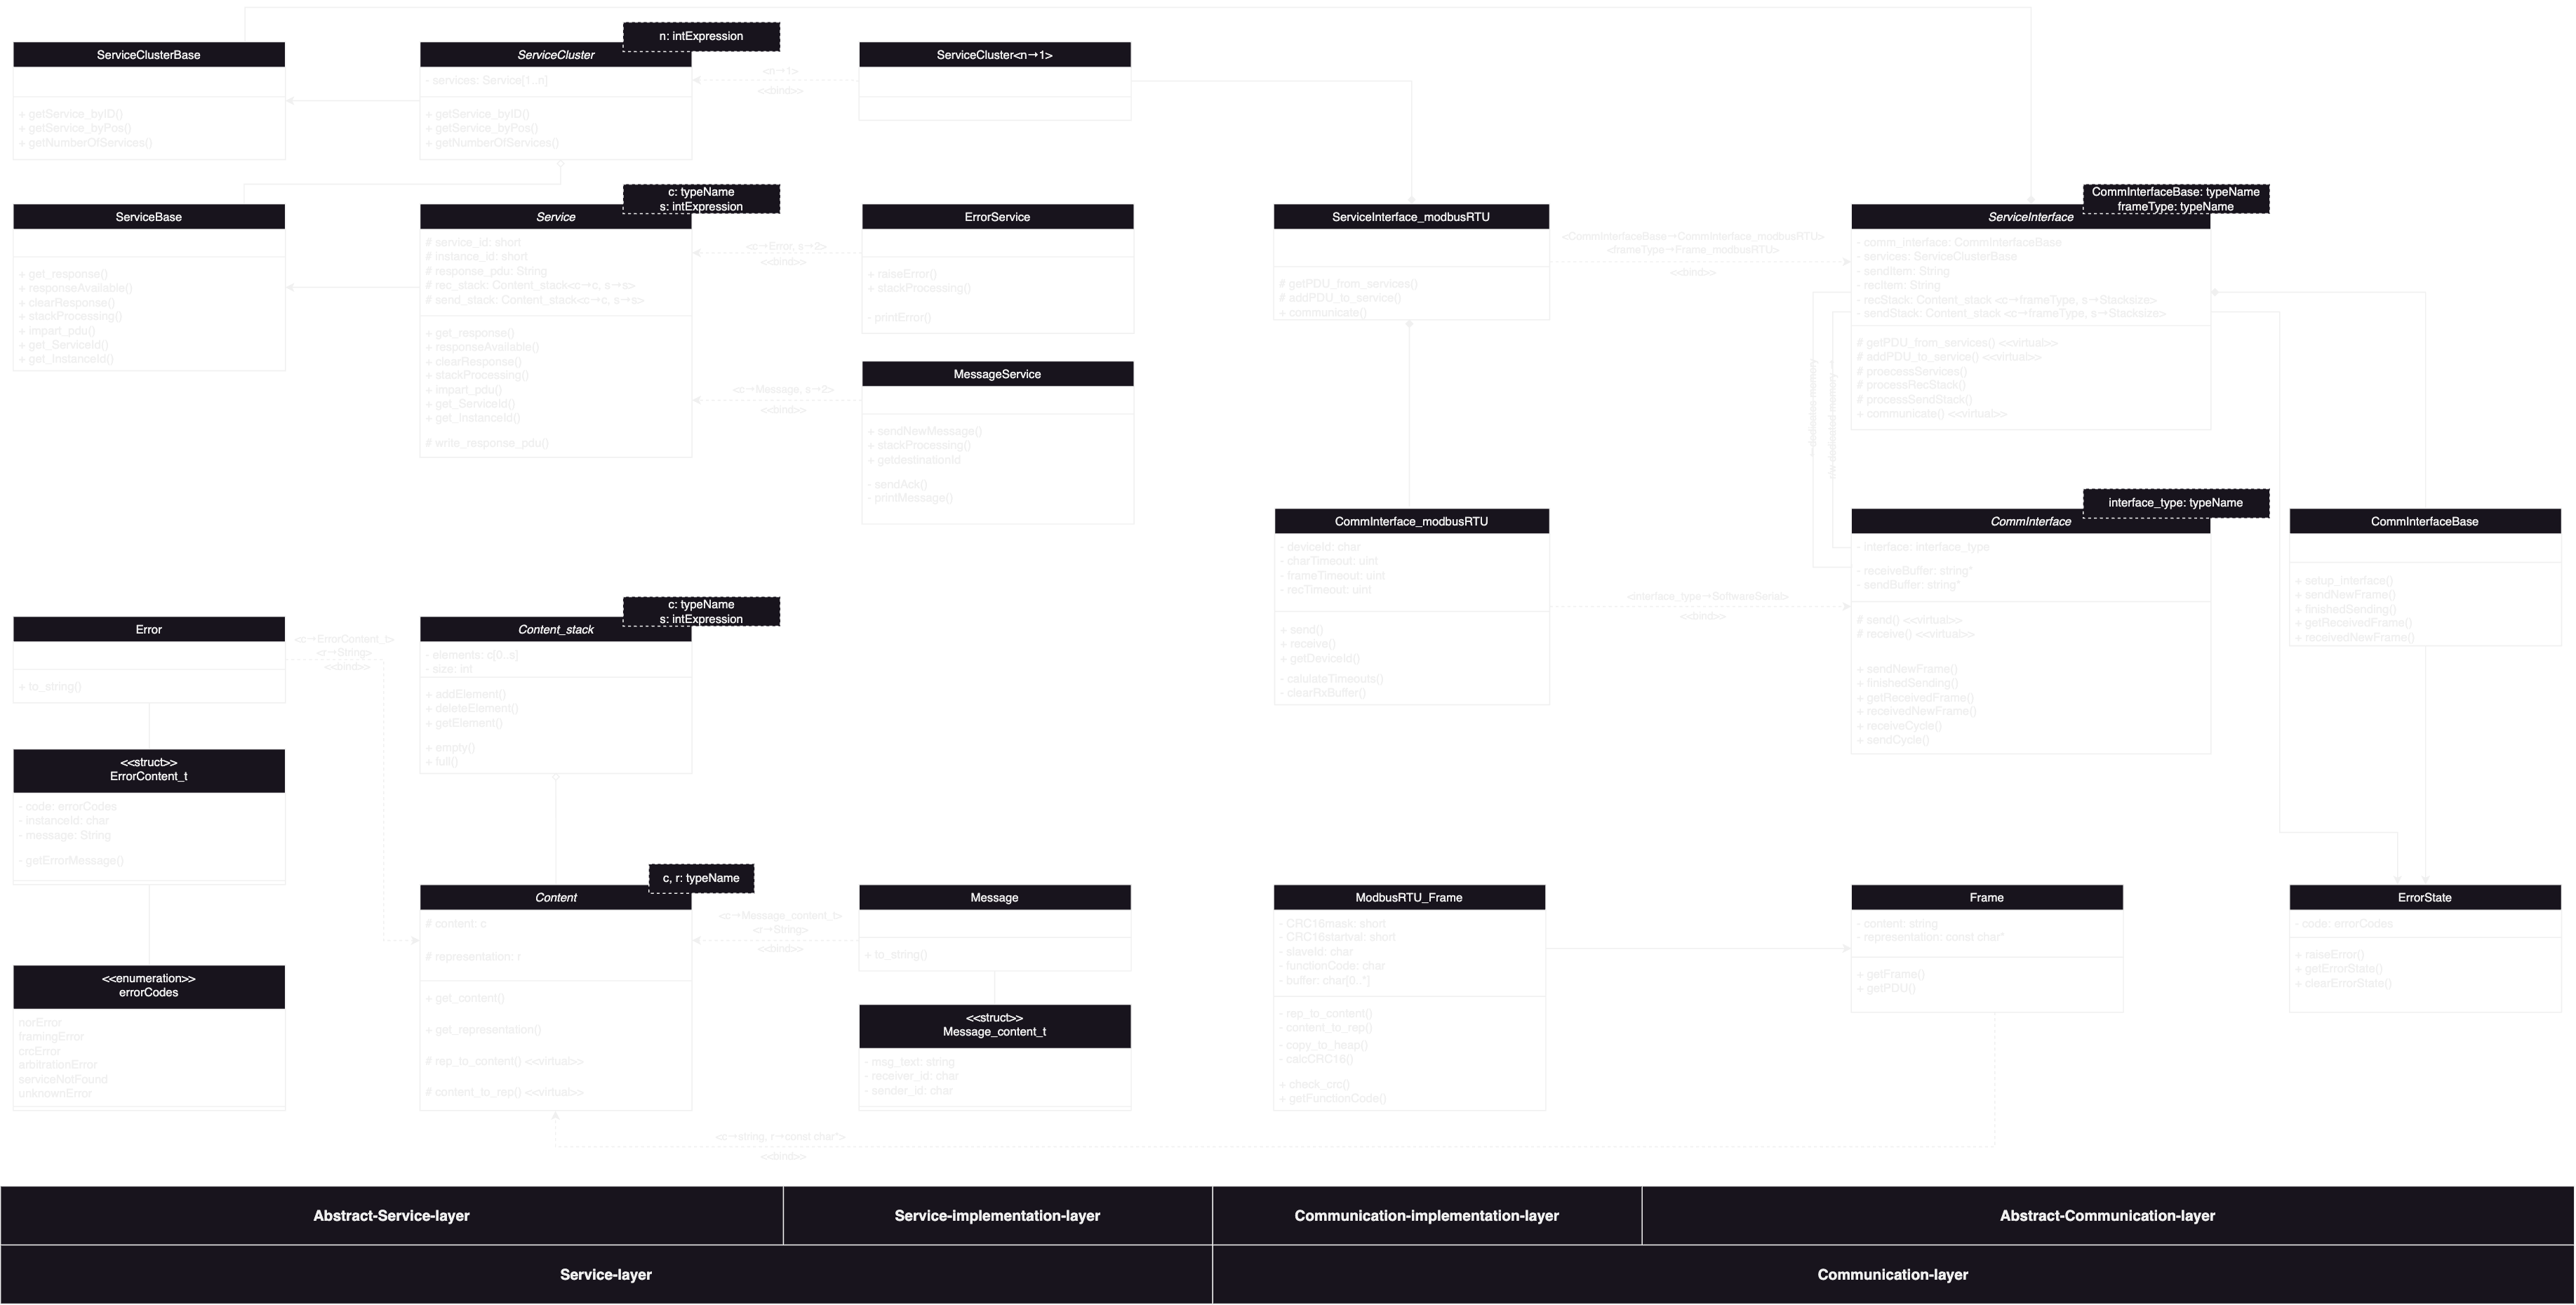 n: intExpression
ServiceClusterBase
+ getService_byID()
+ getService_byPos()
+ getNumberOfServices()
ServiceCluster
- services: Service[1..n]
+ getService_byID()
+ getService_byPos()
+ getNumberOfServices()
<n→1>
<<bind>>
ServiceCluster<n→1>
ServiceBase
+ get_response()
+ responseAvailable()
+ clearResponse()
+ stackProcessing()
+ impart_pdu()
+ get_ServiceId()
+ get_InstanceId()
c: typeName
s: intExpression
Service
# service_id: short
# instance_id: short
# response_pdu: String
# rec_stack: Content_stack<c→c, s→s>
# send_stack: Content_stack<c→c, s→s>
+ get_response()
+ responseAvailable()
+ clearResponse()
+ stackProcessing()
+ impart_pdu()
+ get_ServiceId()
+ get_InstanceId()
# write_response_pdu()
<c→Error, s→2>
<<bind>>
ErrorService
+ raiseError()
+ stackProcessing()
- printError()
<c→Message, s→2>
<<bind>>
MessageService
+ sendNewMessage()
+ stackProcessing()
+ getdestinationId
- sendAck()
- printMessage()
ServiceInterface_modbusRTU
# getPDU_from_services()
# addPDU_to_service()
+ communicate()
<CommInterfaceBase→CommInterface_modbusRTU>
<frameType→Frame_modbusRTU>
<<bind>>
CommInterfaceBase: typeName
frameType: typeName
ServiceInterface
- comm_interface: CommInterfaceBase
- services: ServiceClusterBase
- sendItem: String
- recItem: String
- recStack: Content_stack <c→frameType, s→Stacksize>
- sendStack: Content_stack <c→frameType, s→Stacksize>
# getPDU_from_services() <<virtual>>
# addPDU_to_service() <<virtual>>
# proecessServices()
# processRecStack()
# processSendStack()
+ communicate() <<virtual>>
CommInterface_modbusRTU
- deviceId: char
- charTimeout: uint
- frameTimeout: uint
- recTimeout: uint
+ send()
+ receive()
+ getDeviceId()
- calulateTimeouts()
- clearRxBuffer()
<interface_type→SoftwareSerial>
<<bind>>
interface_type: typeName
CommInterface
- interface: interface_type
- receiveBuffer: string*
- sendBuffer: string*
# send() <<virtual>>
# receive() <<virtual>>
+ sendNewFrame()
+ finishedSending()
+ getReceivedFrame()
+ receivedNewFrame()
+ receiveCycle()
+ sendCycle()
CommInterfaceBase
+ setup_interface()
+ sendNewFrame()
+ finishedSending()
+ getReceivedFrame()
+ receivedNewFrame()
Error
+ to_string()
<c→ErrorContent_t>
<r→String>
<<bind>>
c: typeName
s: intExpression
Content_stack
- elements: c[0..s]
- size: int
+ addElement()
+ deleteElement()
+ getElement()
+ empty()
+ full()
<<struct>>
ErrorContent_t
- code: errorCodes
- instanceId: char
- message: String
- getErrorMessage()
<<enumeration>>
errorCodes
norError
framingError
crcError
arbitrationError
serviceNotFound
unknownError
c, r: typeName
Content
# content: c
# representation: r
+ get_content()
+ get_representation()
# rep_to_content() <<virtual>>
# content_to_rep() <<virtual>>
<c→Message_content_t>
<r→String>
<<bind>>
Message
+ to_string()
<<struct>>
Message_content_t
- msg_text: string
- receiver_id: char
- sender_id: char
ModbusRTU_Frame
- CRC16mask: short
- CRC16startval: short
- slaveId: char
- functionCode: char
- buffer: char[0..*]
- rep_to_content()
- content_to_rep()
- copy_to_heap()
- calcCRC16()
+ check_crc()
+ getFunctionCode()
Frame
- content: string
- representation: const char*
+ getFrame()
+ getPDU()
ErrorState
- code: errorCodes
+ raiseError()
+ getErrorState()
+ clearErrorState()
<c→string, r→const char*>
<<bind>>
Abstract-Service-layer
Service-implementation-layer
Communication-implementation-layer
Abstract-Communication-layer
Service-layer
Communication-layer